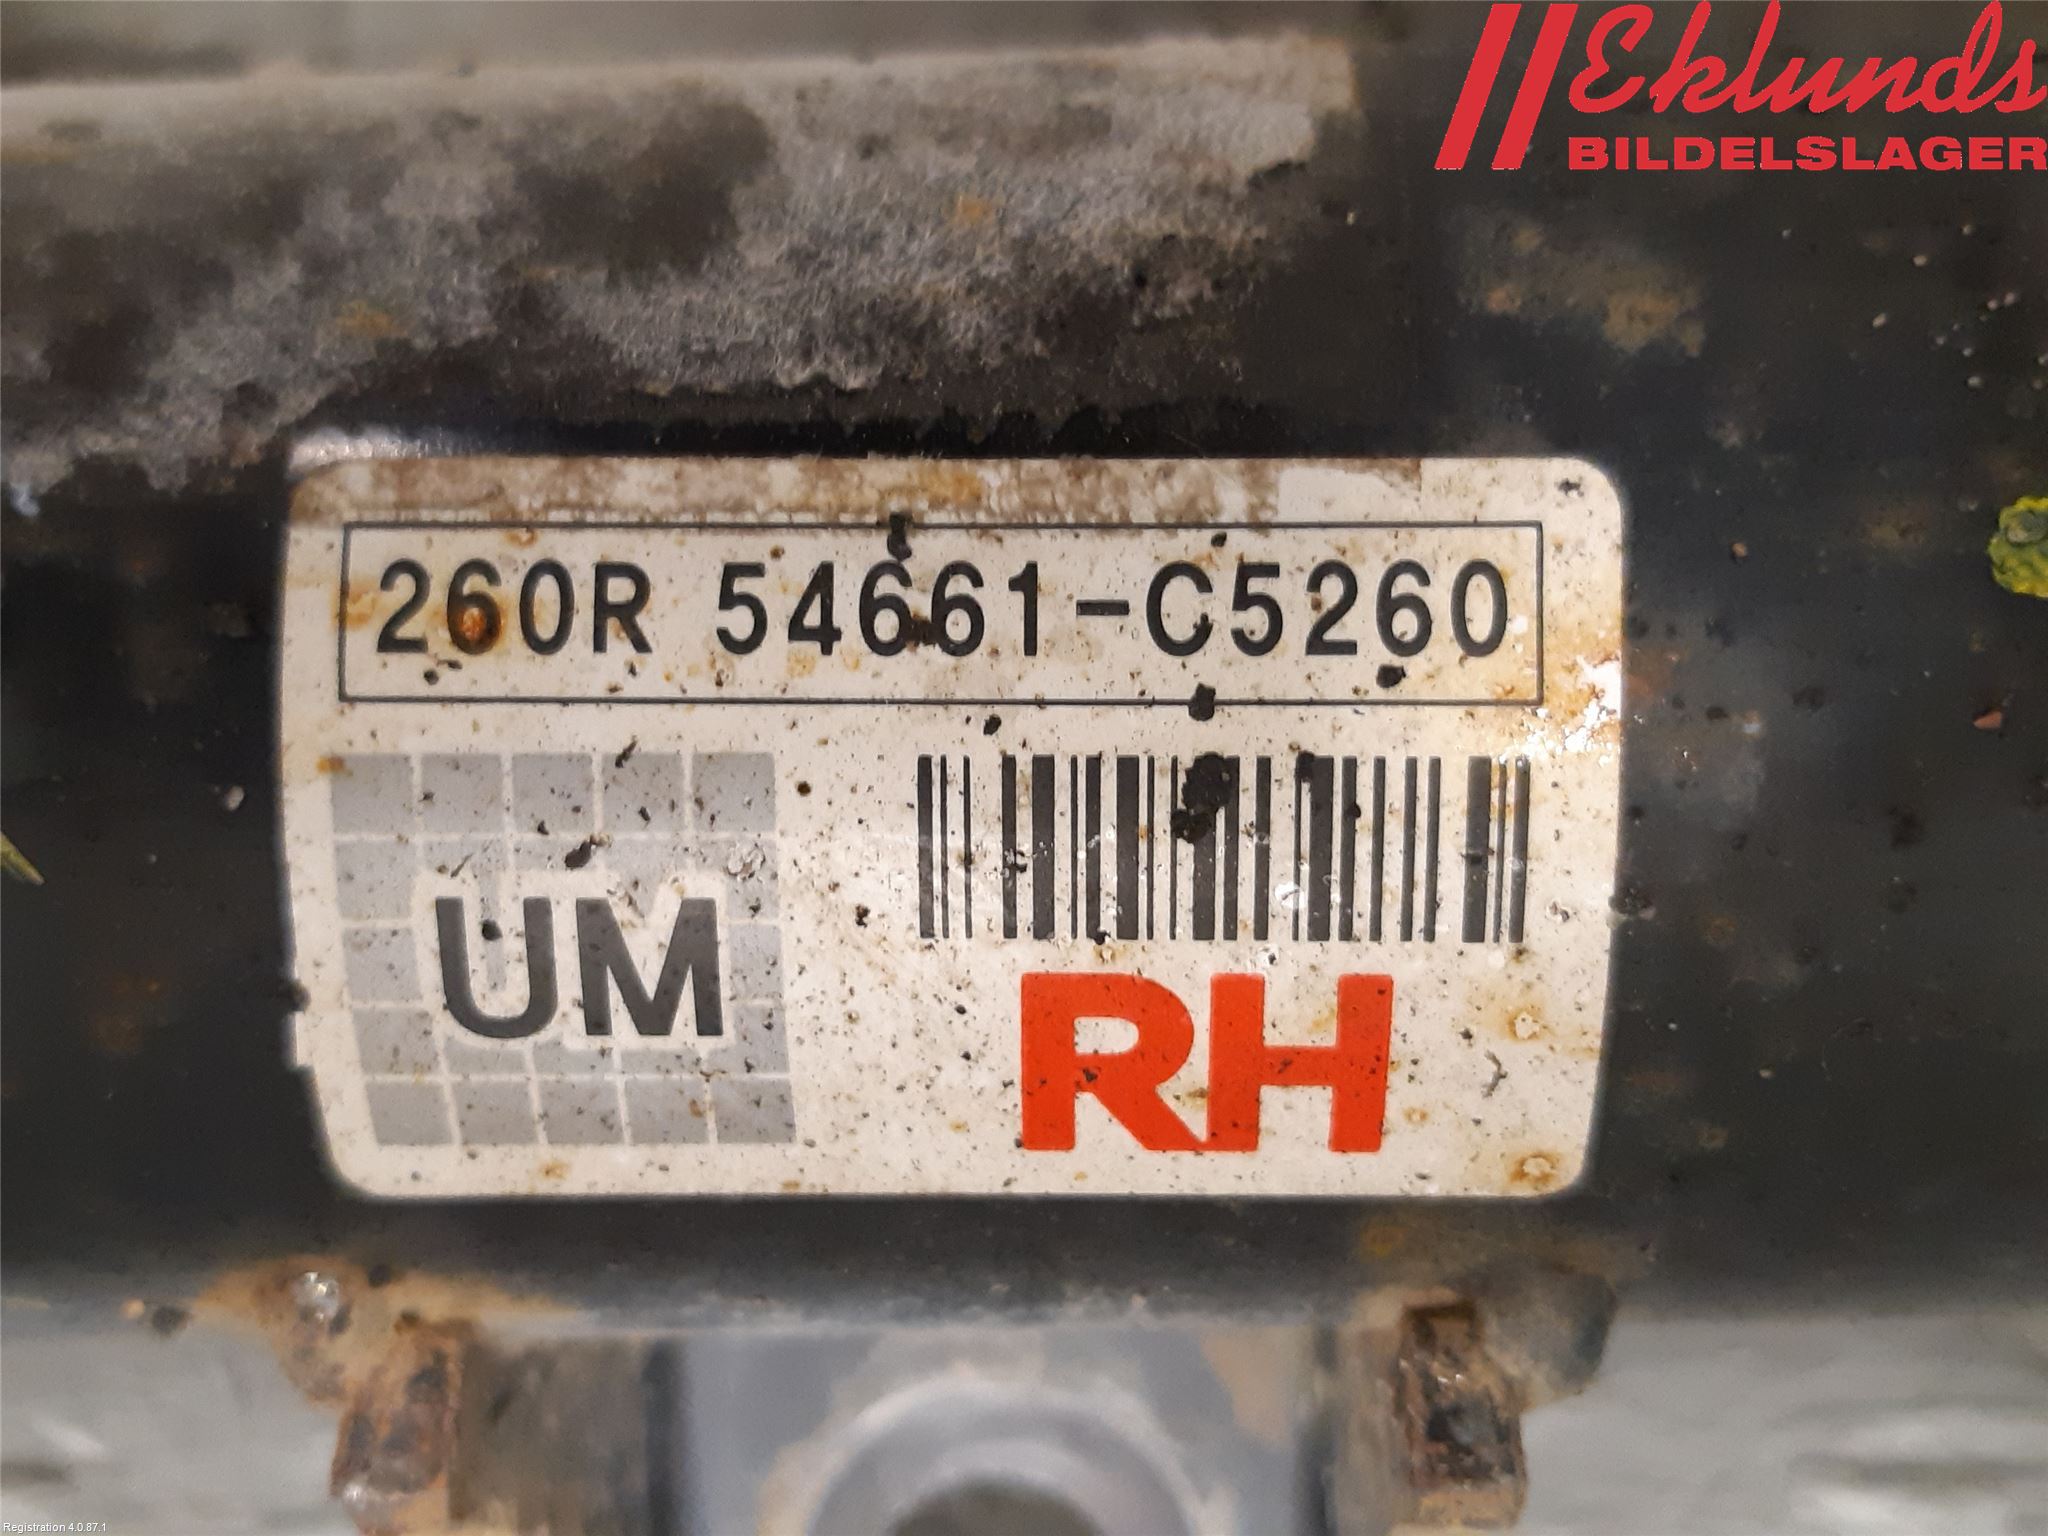 Eklunds
BILDELSLAGER
260R 54661-C5260
UM
RH
Registration 4.0.87.1